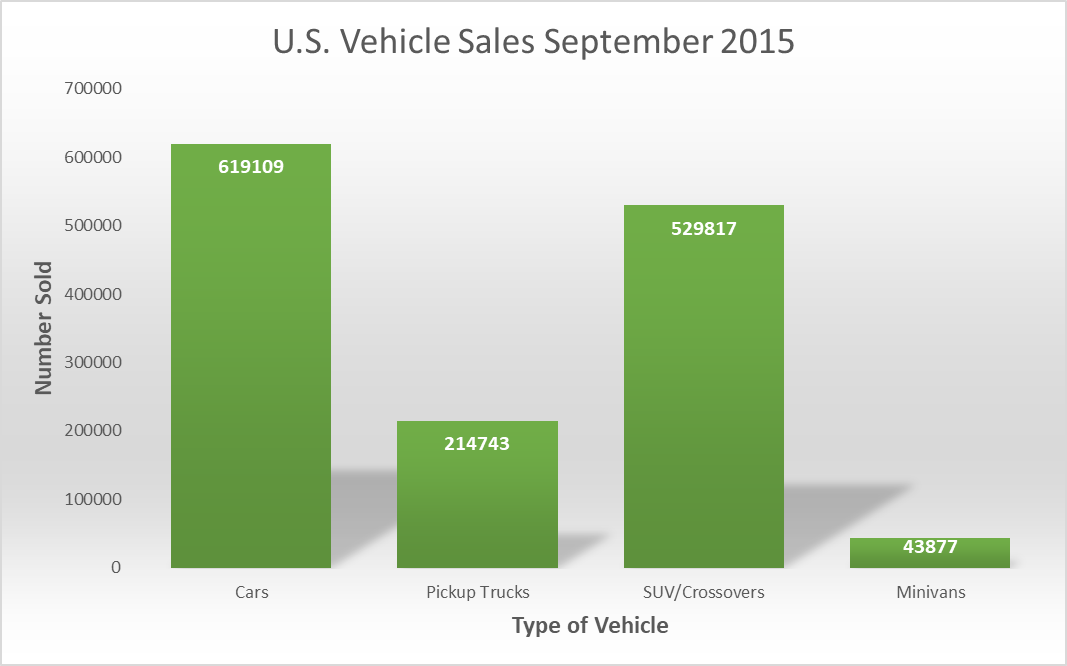 U.S. Vehicle Sales September 2015
700000
600000
500000
400000
300000
200000
100000
0
Number Sold
619109
214743
529817
43877
Cars
Pickup Trucks
SUV/Crossovers
Minivans
Type of Vehicle